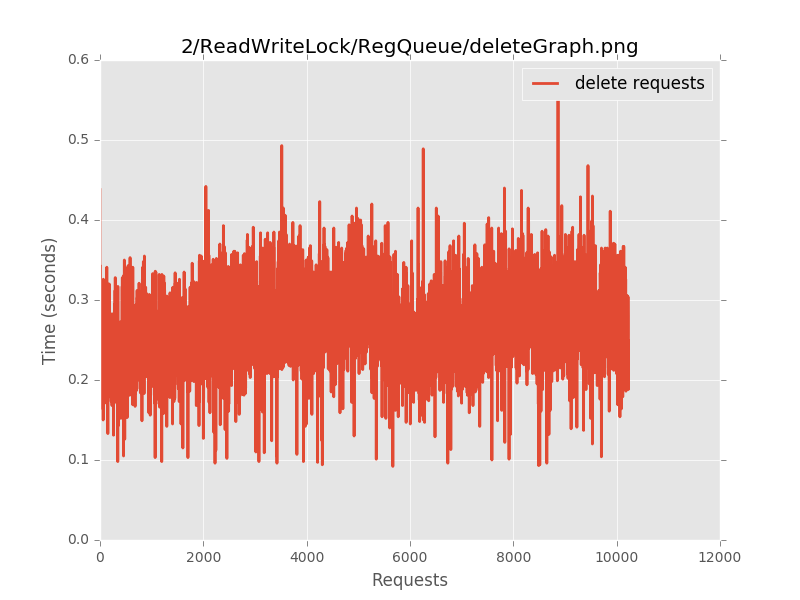 2/ReadWriteLock/RegQueue/deleteGraph.png
delete requests
0.6
0.5
0.4
0.3
0.2
0.1
0.0
Time (seconds)
0 2000 4000 6000 8000 10000 12000
Requests